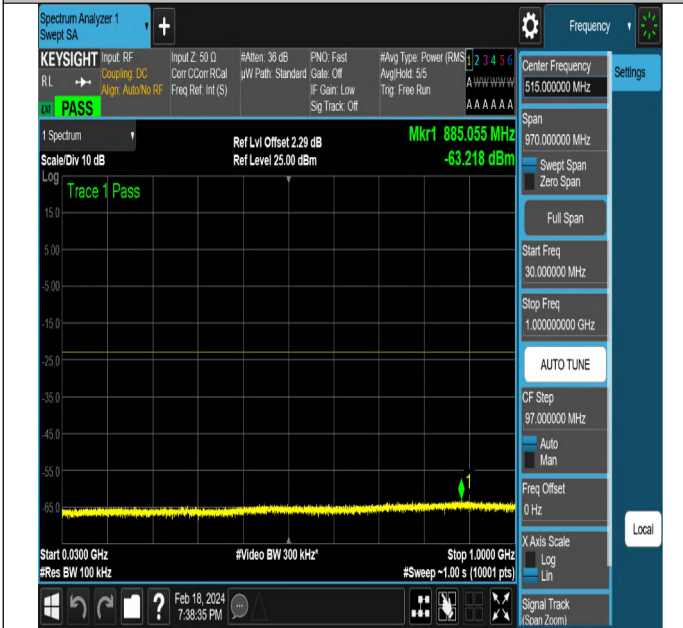 Spectrum Analyzer 1
Swept SA
+
Frequency
KEYSIGHT
RL
LXI
PASS
Input: RF
Coupling: DC
Align: Auto/No RF
Input Z: 50 Ω
Corr CCorr RCal
Freq Ref: Int (S)
#Atten: 36 dB
µW Path: Standard
PNO: Fast
Gate: Off
IF Gain: Low
Sig Track: Off
#Avg Type: Power (RMS
Avg|Hold: 5/5
Trig: Free Run
1 2 3 4 5 6
A W W W W W
A A A A A A
1 Spectrum
Scale/Div 10 dB
Ref Lvl Offset 2.29 dB
Ref Level 25.00 dBm
Mkr1 885.055 MHz
-63.218 dBm
Log
Trace 1 Pass
15.0
5.00
-5.00
-15.0
-25.0
-35.0
-45.0
-55.0
-65.0
1
Start 0.0300 GHz
#Res BW 100 kHz
#Video BW 300 kHz*
Stop 1.0000 GHz
#Sweep ~1.00 s (10001 pts)
Feb 18, 2024
7:38:35 PM
Center Frequency
515.000000 MHz
Settings
Span
970.000000 MHz
Swept Span
Zero Span
Full Span
Start Freq
30.000000 MHz
Stop Freq
1.000000000 GHz
AUTO TUNE
CF Step
97.000000 MHz
Auto
Man
Freq Offset
0 Hz
X Axis Scale
Log
Lin
Local
Signal Track
(Span Zoom)